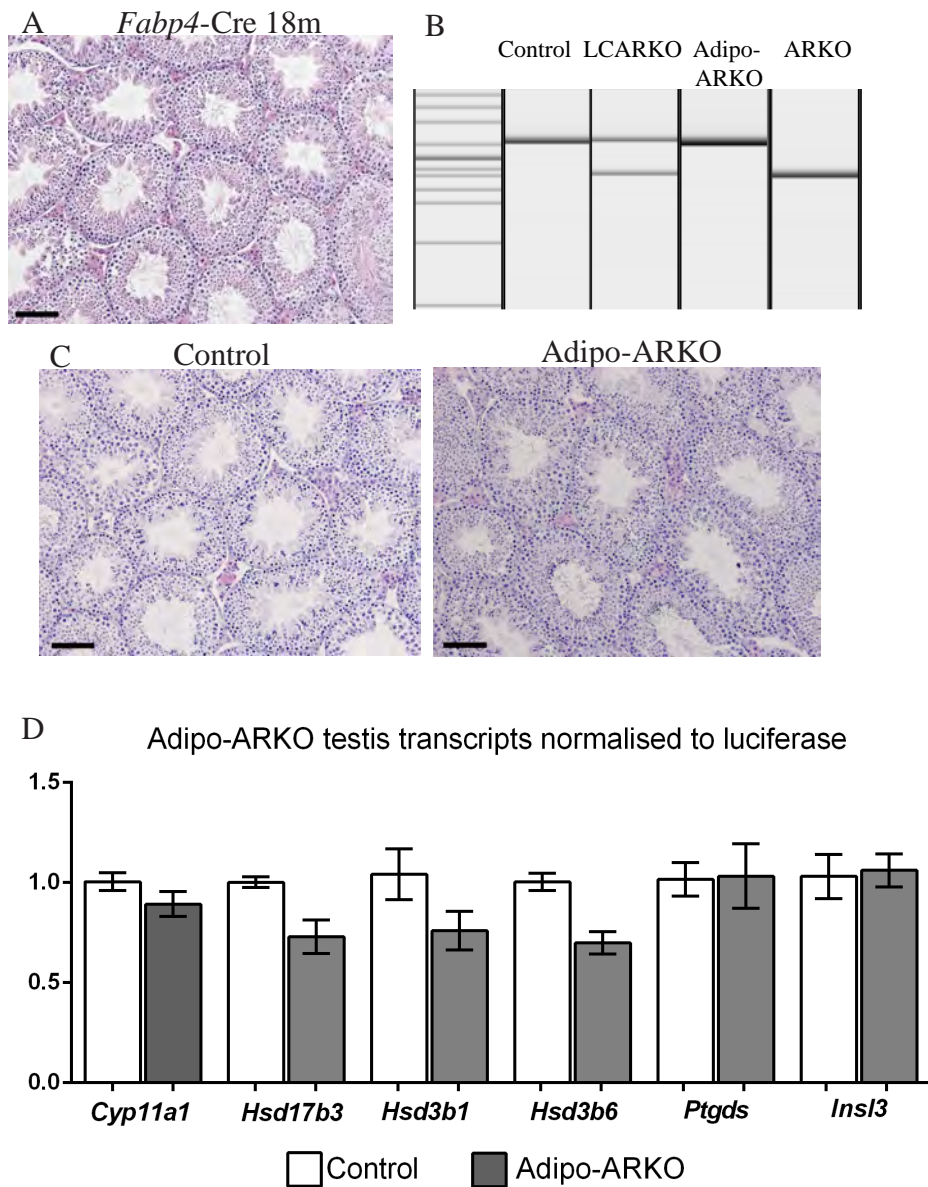 A Fabp4-Cre 18m
B
Control LCARKO Adipo-ARKO ARKO
C Control Adipo-ARKO
D
Adipo-ARKO testis transcripts normalised to luciferase
1.5
1.0
0.5
0.0
Cyp11a1 Hsd17b3 Hsd3b1 Hsd3b6 Ptgds Insl3
Control Adipo-ARKO